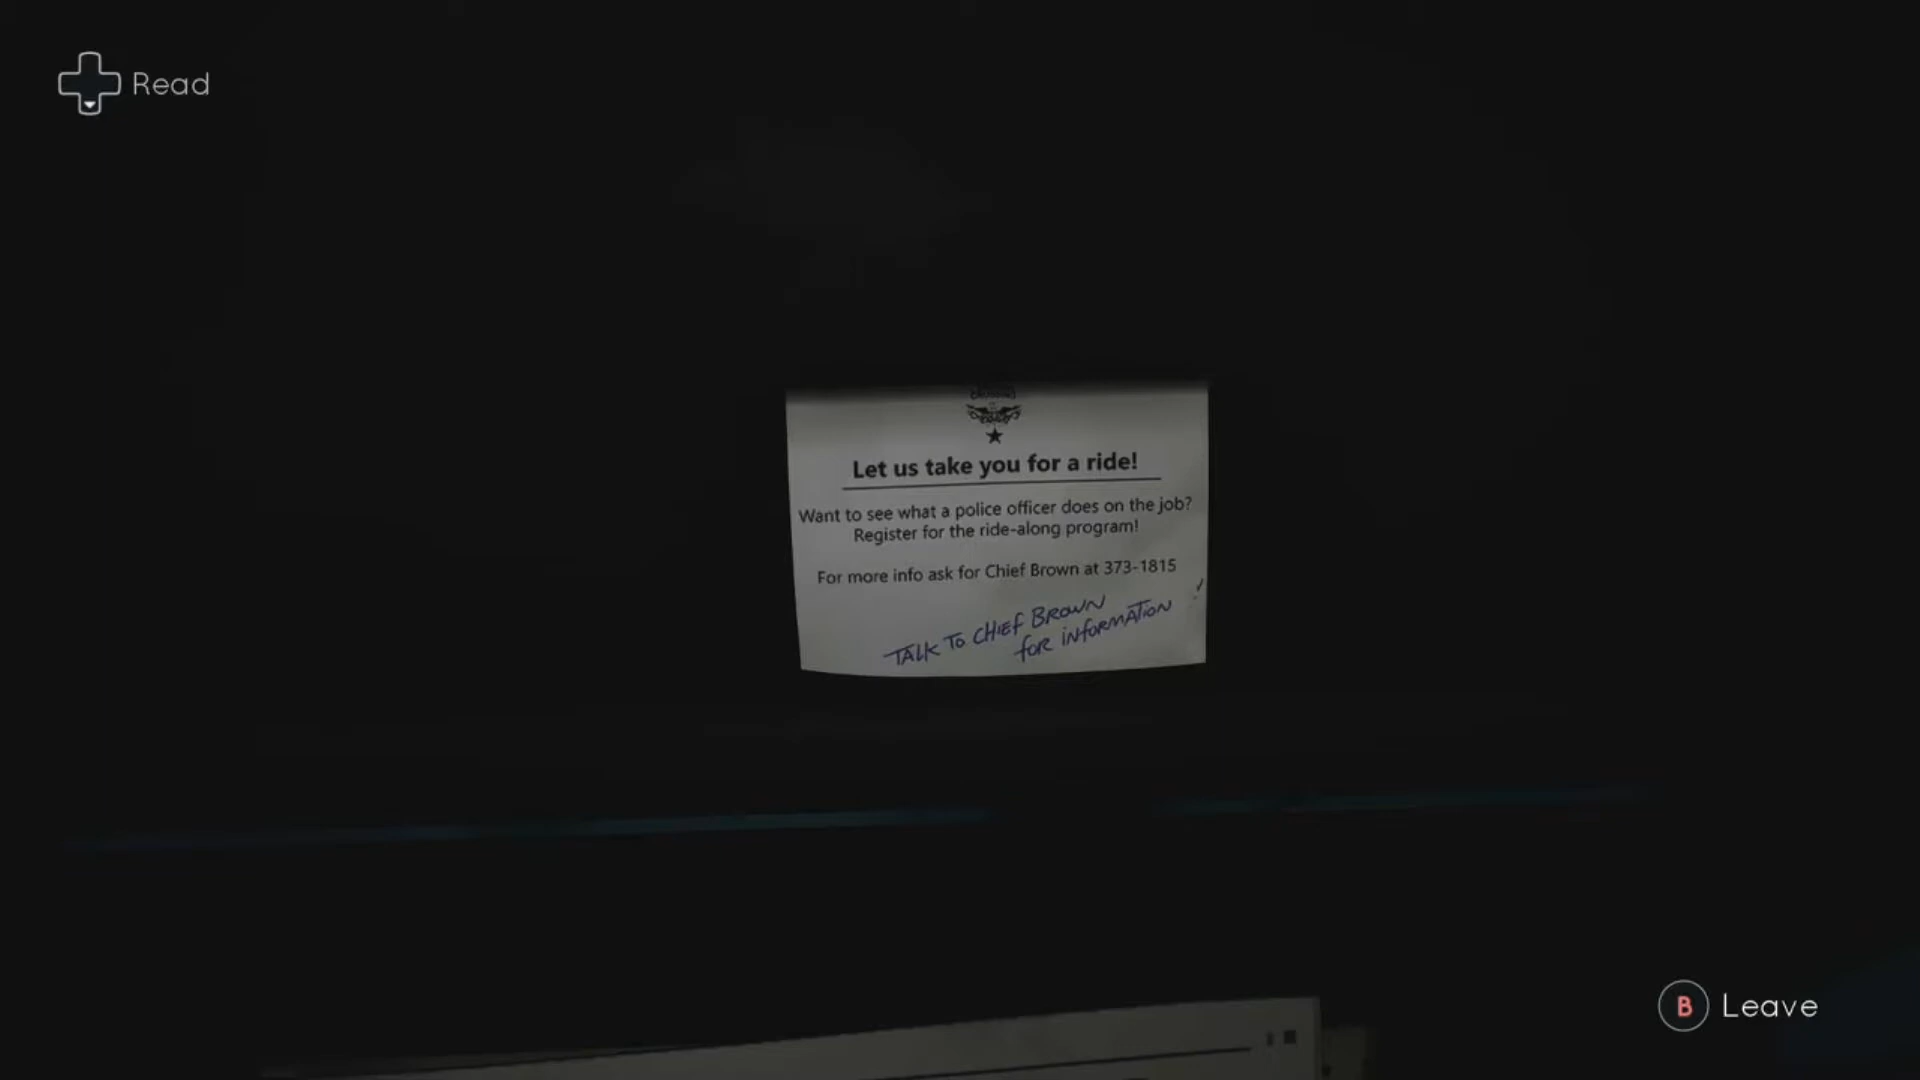 Read
Let us take you for a ride!
Want to see what a police officer does on the job?
Register for the ride-along program!
For more info ask for Chief Brown at 373-1815
TALK TO CHIEF BROWN
FOR INFORMATION
B Leave